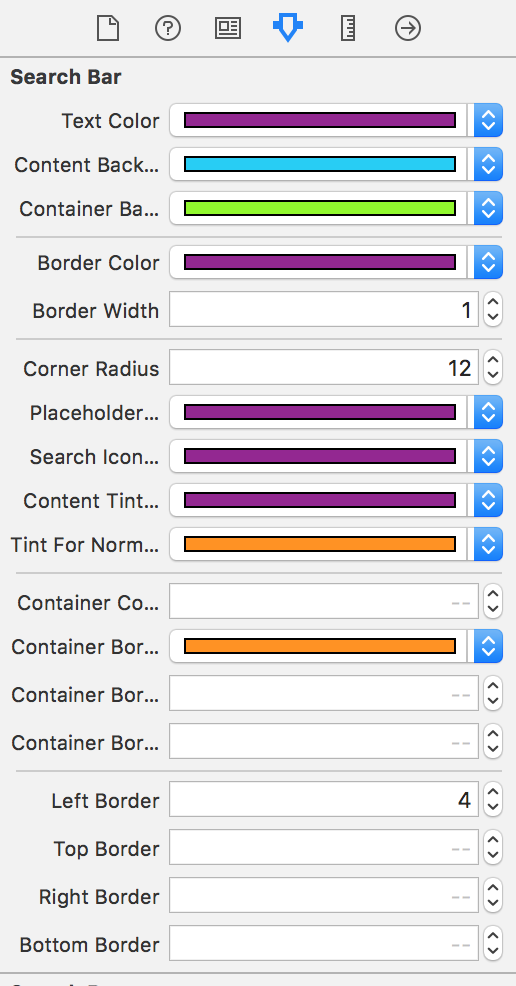 Search Bar
Text Color
Content Back...
Container Ba...
Border Color
Border Width 1
Corner Radius 12
Placeholder...
Search Icon...
Content Tint...
Tint For Norm...
Container Co... --
Container Bor...
Container Bor... --
Container Bor... --
Left Border 4
Top Border --
Right Border --
Bottom Border --